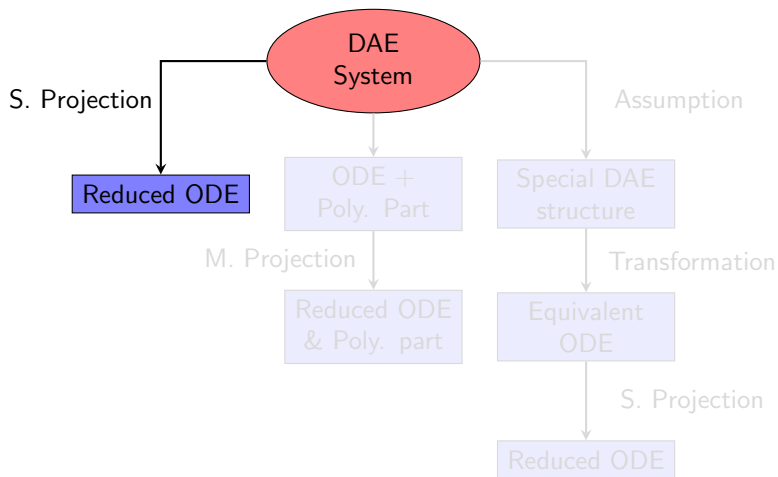 DAE
System
S. Projection
Assumption
Reduced ODE
ODE +
Poly. Part
Special DAE
structure
M. Projection
Transformation
Reduced ODE
& Poly. part
Equivalent
ODE
S. Projection
Reduced ODE